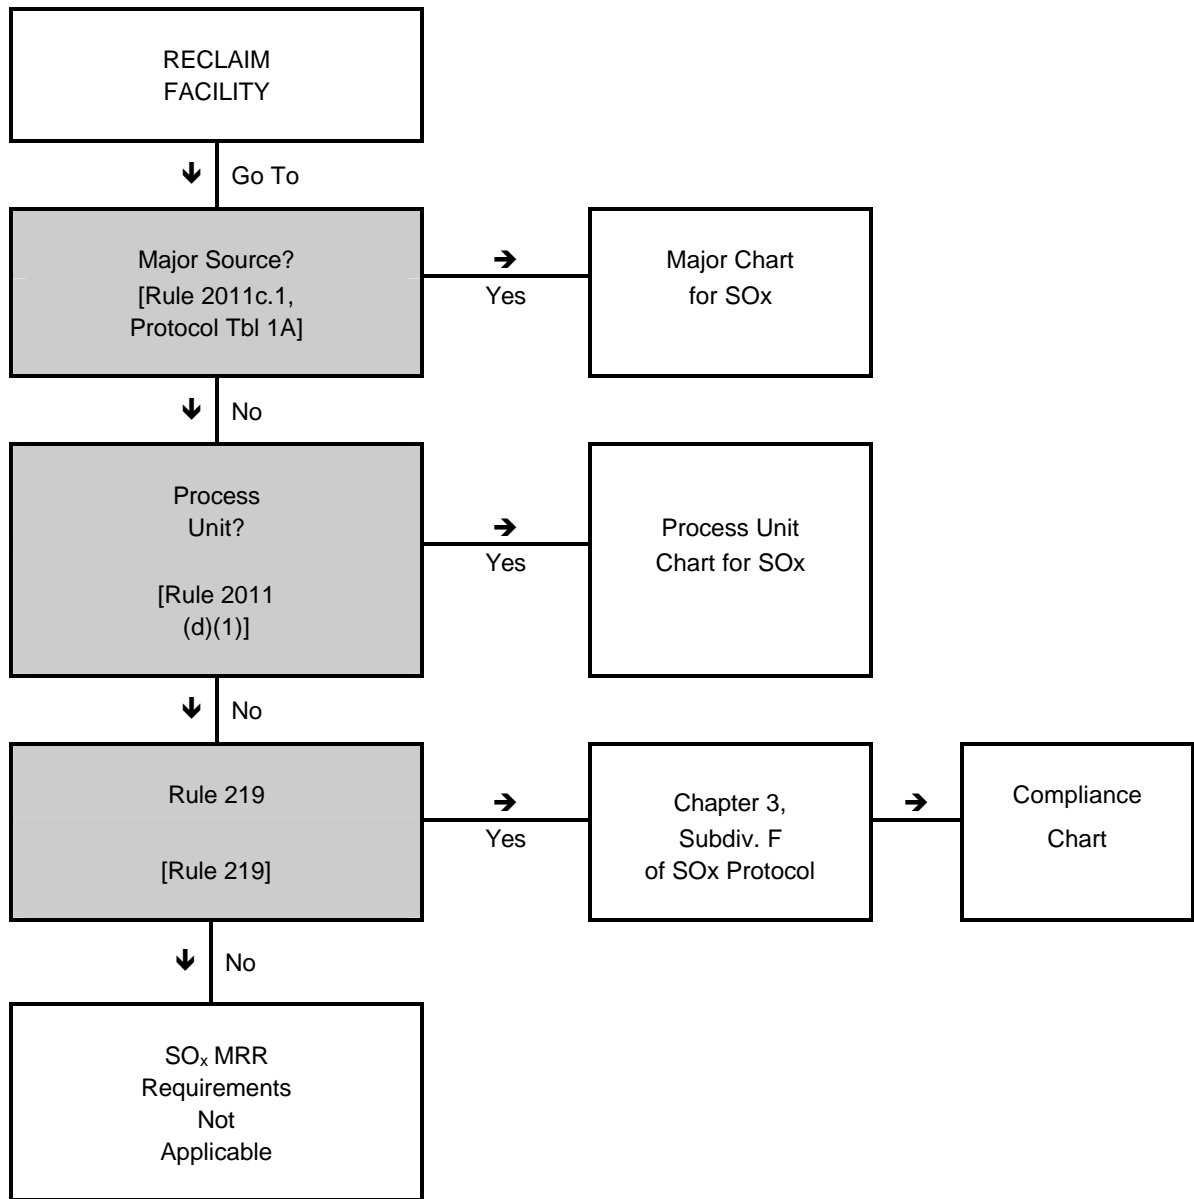 RECLAIM
FACILITY
🡻
Go To
Major Source?
[Rule 2011c.1,
Protocol Tbl 1A]
➔
Yes
Major Chart
for SOx
🡻
No
Process
Unit?
[Rule 2011
(d)(1)]
➔
Yes
Process Unit
Chart for SOx
🡻
No
Rule 219
[Rule 219]
➔
Yes
Chapter 3,
Subdiv. F
of SOx Protocol
➔
Compliance
Chart
🡻
No
SOₓ MRR
Requirements
Not
Applicable